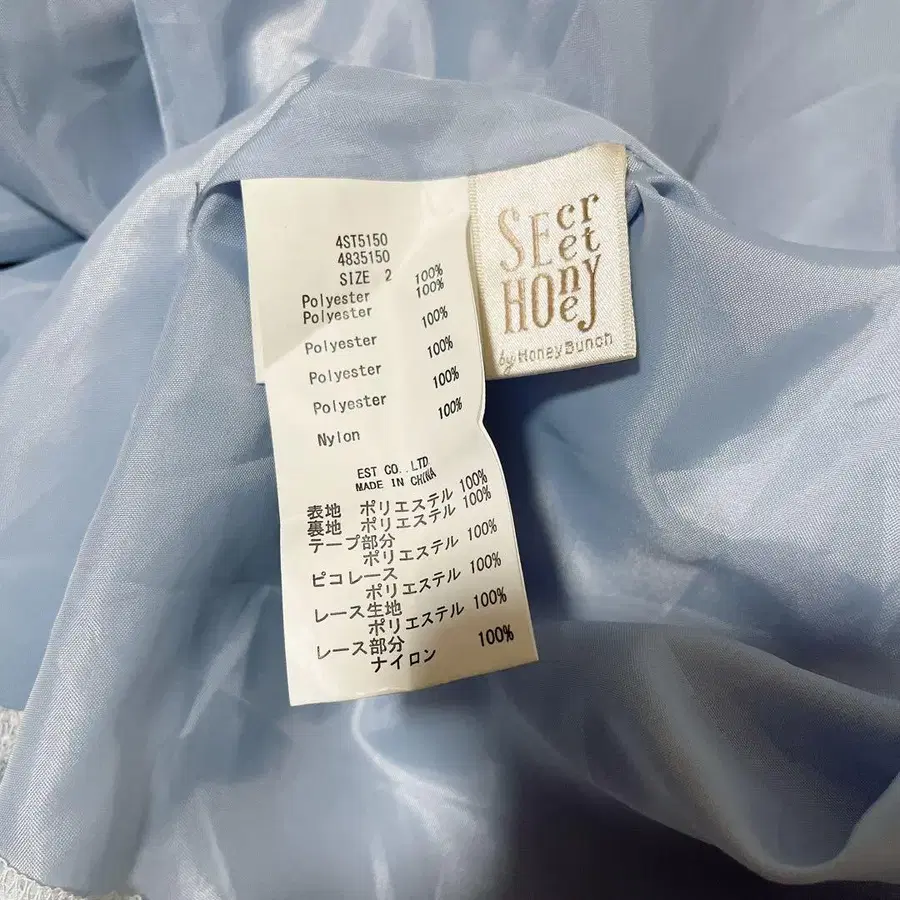 4ST5150
4835150
SIZE 2
Polyester 100%
Polyester 100%
Polyester 100%
Polyester 100%
Polyester 100%
Nylon 100%
EST CO.,LTD
MADE IN CHINA
表地 ポリエステル 100%
裏地 ポリエステル 100%
テープ部分
ポリエステル 100%
ピコレース
ポリエステル 100%
レース生地
ポリエステル 100%
レース部分
ナイロン 100%
SEcret
HOney
by Honey Bunch